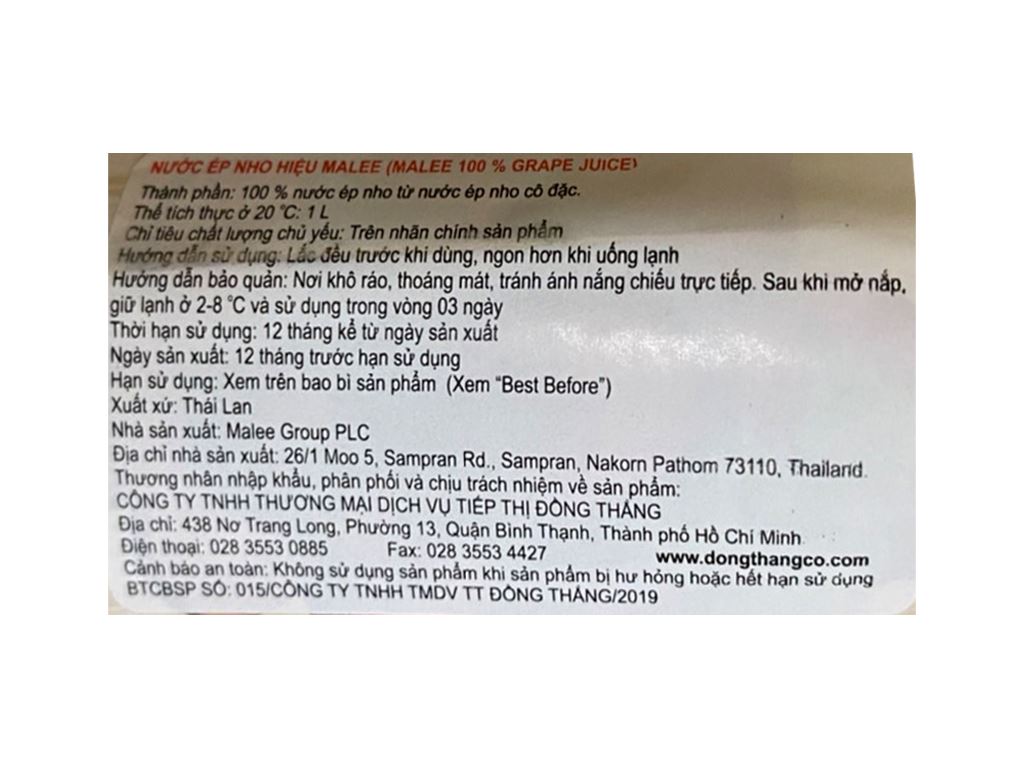 NƯỚC ÉP NHO HIỆU MALEE (MALEE 100 % GRAPE JUICE)
Thành phần: 100 % nước ép nho từ nước ép nho cô đặc.
Thể tích thực ở 20 °C: 1 L
Chỉ tiêu chất lượng chủ yếu: Trên nhãn chính sản phẩm
Hướng dẫn sử dụng: Lắc đều trước khi dùng, ngon hơn khi uống lạnh
Hướng dẫn bảo quản: Nơi khô ráo, thoáng mát, tránh ánh nắng chiếu trực tiếp. Sau khi mở nắp,
giữ lạnh ở 2-8 °C và sử dụng trong vòng 03 ngày
Thời hạn sử dụng: 12 tháng kể từ ngày sản xuất
Ngày sản xuất: 12 tháng trước hạn sử dụng
Hạn sử dụng: Xem trên bao bì sản phẩm (Xem “Best Before”)
Xuất xứ: Thái Lan
Nhà sản xuất: Malee Group PLC
Địa chỉ nhà sản xuất: 26/1 Moo 5, Sampran Rd., Sampran, Nakorn Pathom 73110, Thailand.
Thương nhân nhập khẩu, phân phối và chịu trách nhiệm về sản phẩm:
CÔNG TY TNHH THƯƠNG MẠI DỊCH VỤ TIẾP THỊ ĐỒNG THẮNG
Địa chỉ: 438 Nơ Trang Long, Phường 13, Quận Bình Thạnh, Thành phố Hồ Chí Minh
Điện thoại: 028 3553 0885 Fax: 028 3553 4427 www.dongthangco.com
Cảnh báo an toàn: Không sử dụng sản phẩm khi sản phẩm bị hư hỏng hoặc hết hạn sử dụng
BTCBSP SỐ: 015/CÔNG TY TNHH TMDV TT ĐỒNG THẮNG/2019